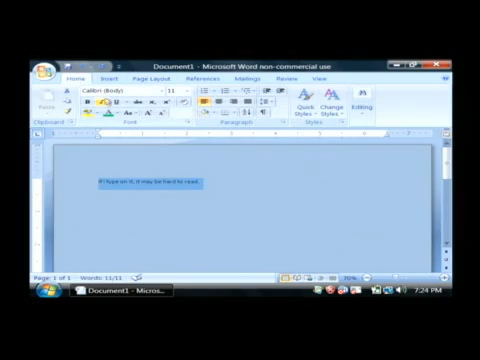 Document1 - Microsoft Word non-commercial use
Home Insert Page Layout References Mailings Review View
Calibri (Body) 11
Paste
B I U abc
Quick Styles Change Styles Editing
Clipboard Font Paragraph Styles
If I type on it, it may be hard to read.
Page: 1 of 1 Words: 11/11 70%
Document1 - Micros... 7:24 PM